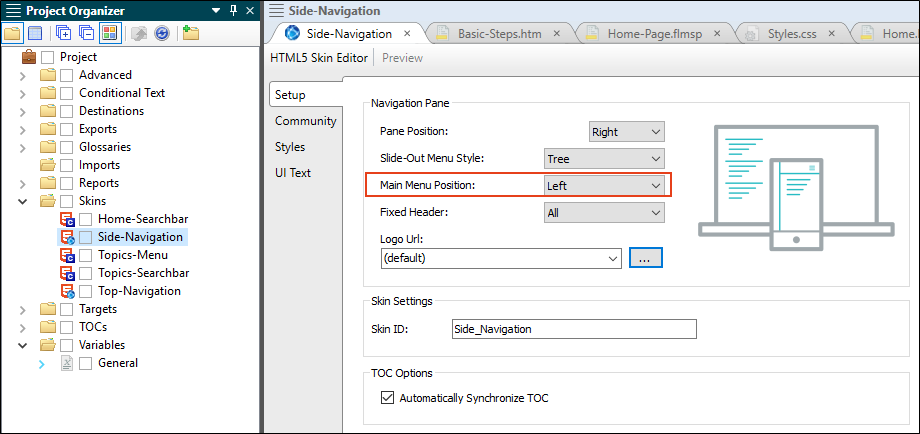 Project Organizer
Project
Advanced
Conditional Text
Destinations
Exports
Glossaries
Imports
Reports
Skins
Home-Searchbar
Side-Navigation
Topics-Menu
Topics-Searchbar
Top-Navigation
Targets
TOCs
Variables
General
Side-Navigation
Side-Navigation
Basic-Steps.htm
Home-Page.flmsp
Styles.css
Home.
HTML5 Skin Editor
Preview
Setup
Community
Styles
UI Text
Navigation Pane
Pane Position: Right
Slide-Out Menu Style: Tree
Main Menu Position: Left
Fixed Header: All
Logo Url:
(default)
...
Skin Settings
Skin ID: Side_Navigation
TOC Options
Automatically Synchronize TOC